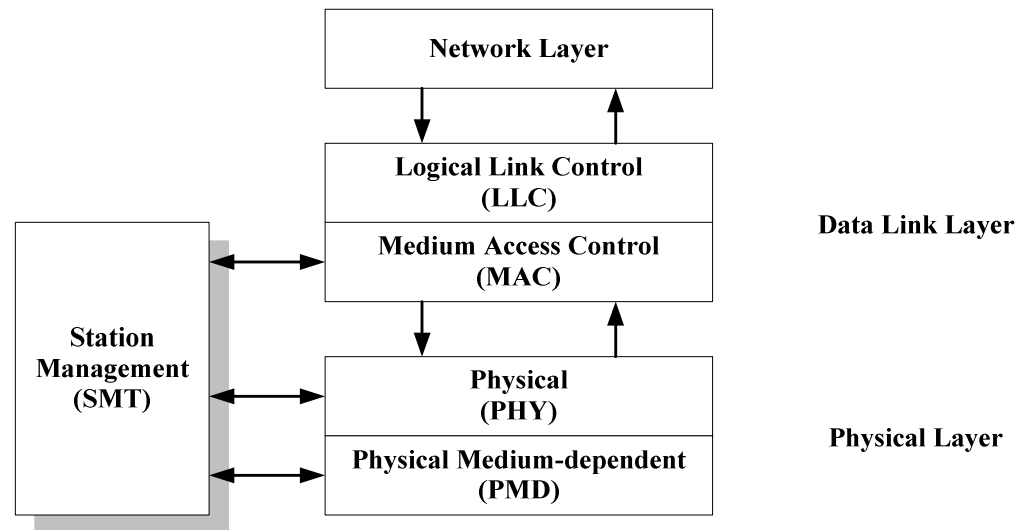 Network Layer
Logical Link Control
(LLC)
Data Link Layer
Medium Access Control
(MAC)
Station
Management
(SMT)
Physical
(PHY)
Physical Layer
Physical Medium-dependent
(PMD)